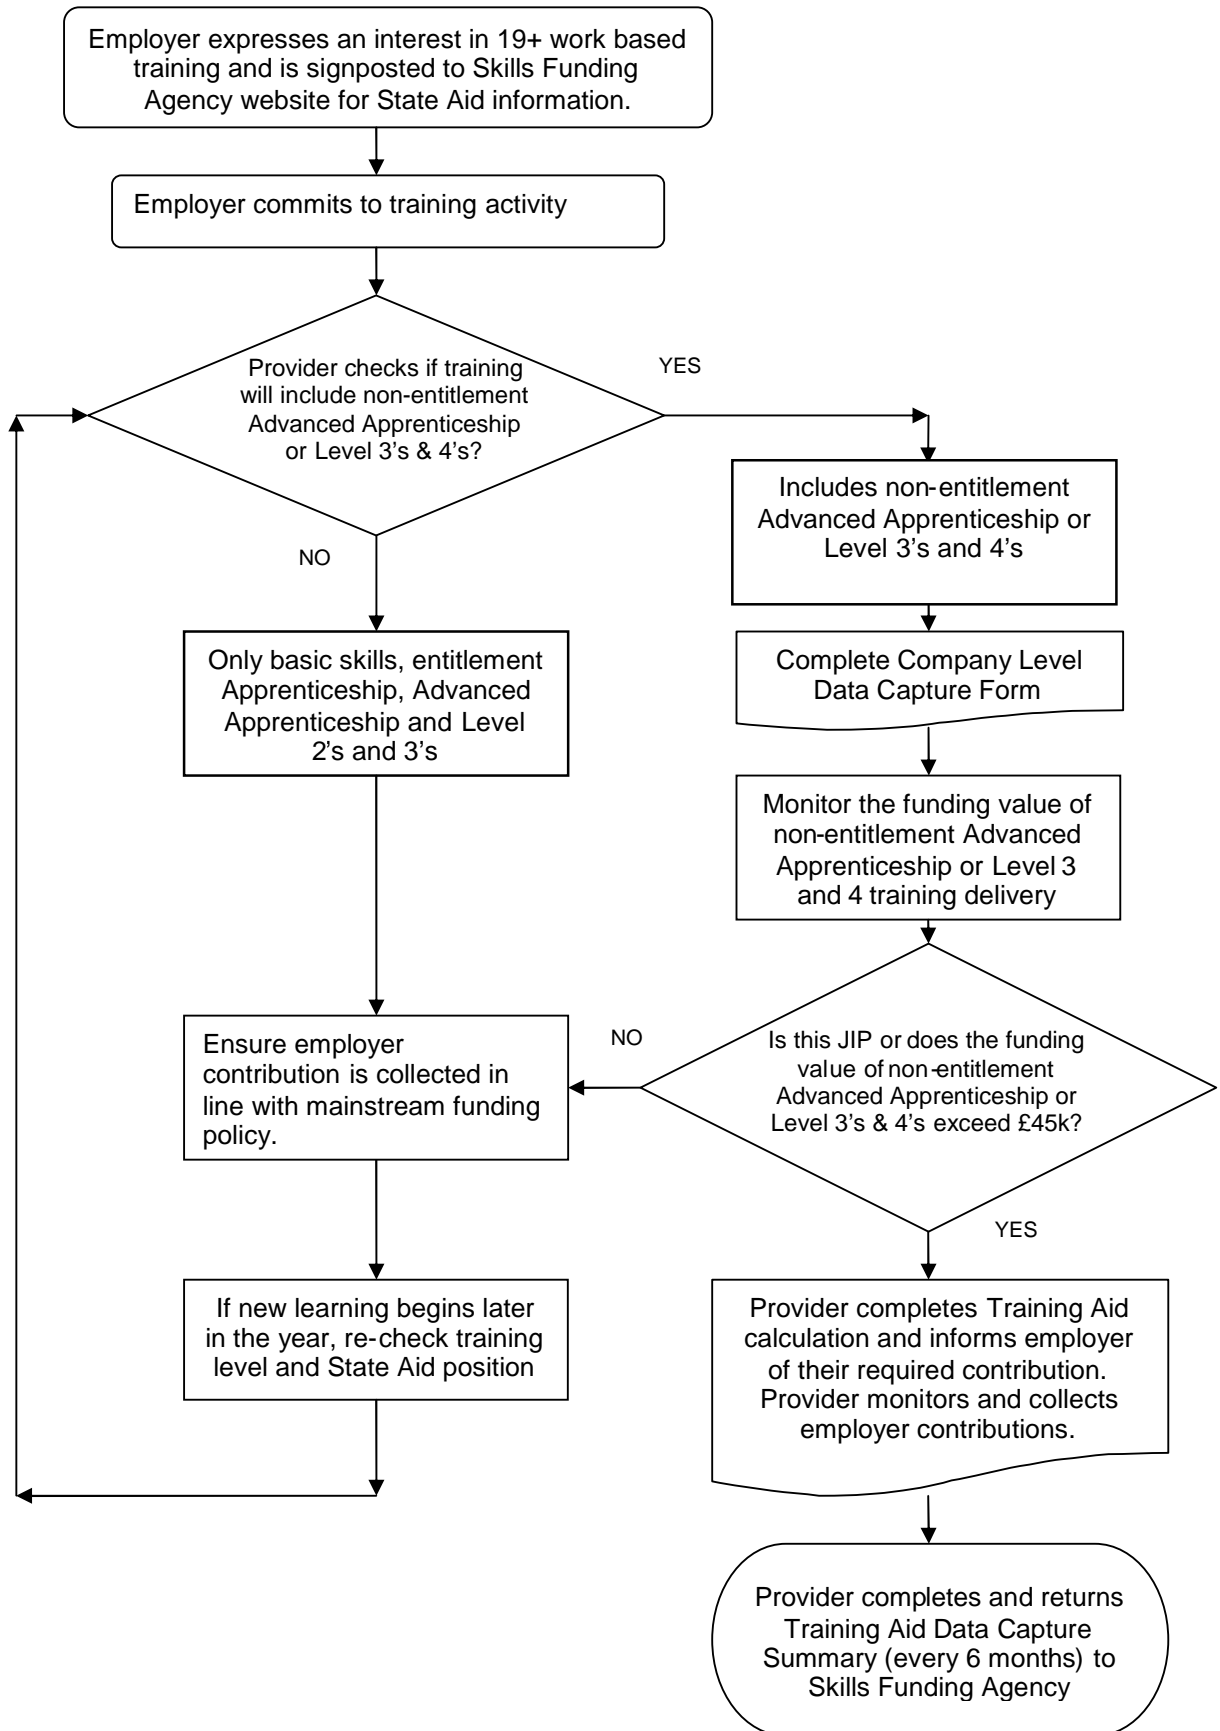 Employer expresses an interest in 19+ work based
training and is signposted to Skills Funding
Agency website for State Aid information.
Employer commits to training activity
Provider checks if training
will include non-entitlement
Advanced Apprenticeship
or Level 3’s & 4’s?
YES
NO
Includes non-entitlement
Advanced Apprenticeship or
Level 3’s and 4’s
Only basic skills, entitlement
Apprenticeship, Advanced
Apprenticeship and Level
2’s and 3’s
Complete Company Level
Data Capture Form
Monitor the funding value of
non-entitlement Advanced
Apprenticeship or Level 3
and 4 training delivery
Is this JIP or does the funding
value of non-entitlement
Advanced Apprenticeship or
Level 3’s & 4’s exceed £45k?
NO
YES
Ensure employer
contribution is collected in
line with mainstream funding
policy.
If new learning begins later
in the year, re-check training
level and State Aid position
Provider completes Training Aid
calculation and informs employer
of their required contribution.
Provider monitors and collects
employer contributions.
Provider completes and returns
Training Aid Data Capture
Summary (every 6 months) to
Skills Funding Agency